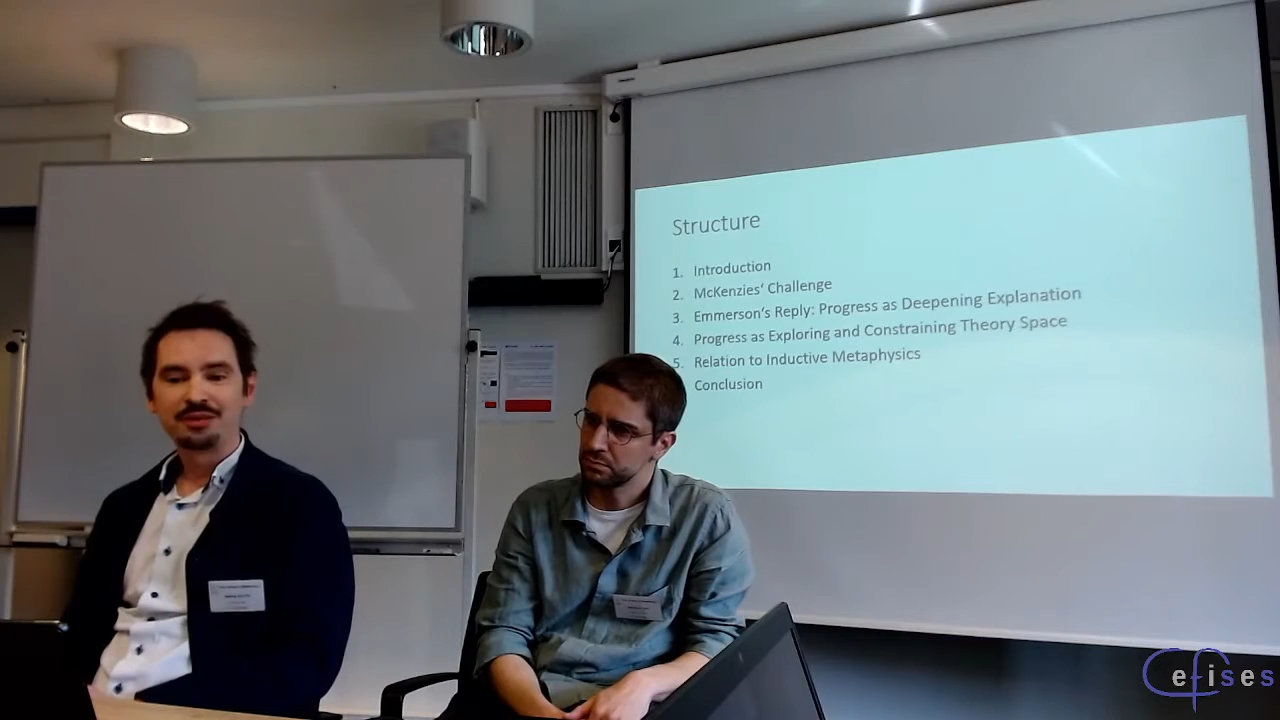 Structure
1. Introduction
2. McKenzies' Challenge
3. Emmerson's Reply: Progress as Deepening Explanation
4. Progress as Exploring and Constraining Theory Space
5. Relation to Inductive Metaphysics
Conclusion
efises